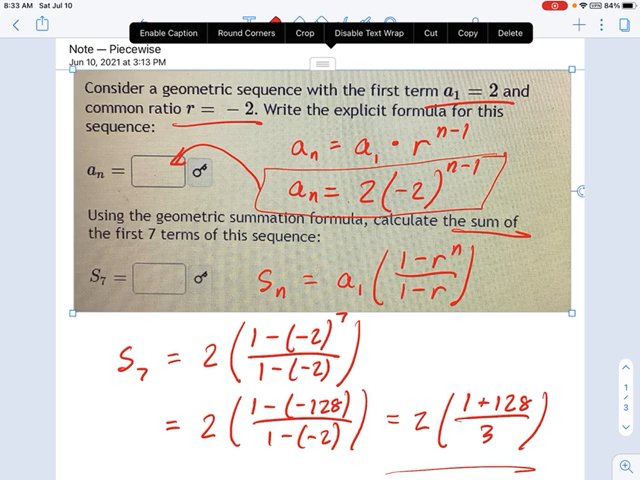 8:33 AM Sat Jul 10
84%
Enable Caption Round Corners Crop Disable Text Wrap Cut Copy Delete
Note — Piecewise
Jun 10, 2021 at 3:13 PM
Consider a geometric sequence with the first term a₁ = 2 and
common ratio r = − 2. Write the explicit formula for this
sequence:
aₙ = a₁ · r^(n−1)
aₙ =
aₙ = 2(−2)^(n−1)
Using the geometric summation formula, calculate the sum of
the first 7 terms of this sequence:
S₇ =
Sₙ = a₁ ((1−rⁿ)/(1−r))
S₇ = 2 ((1−(−2)⁷)/(1−(−2)))
= 2 ((1−(−128))/(1−(−2))) = 2 ((1+128)/3)
1
/
3